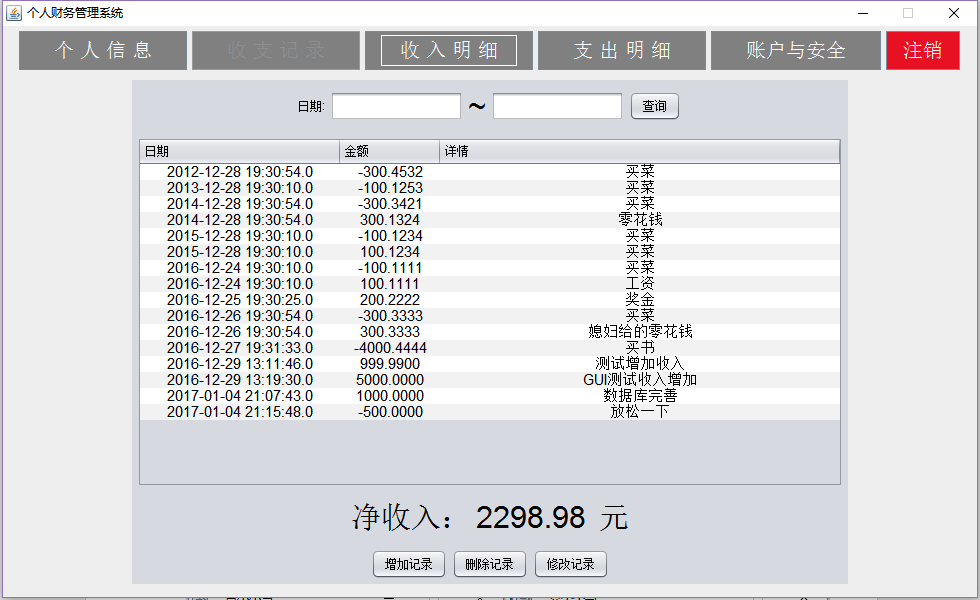 个人财务管理系统
个人信息 收支记录 收入明细 支出明细 账户与安全 注销
日期: ~ 查询
日期 金额 详情
2012-12-28 19:30:54.0 -300.4532 买菜
2013-12-28 19:30:10.0 -100.1253 买菜
2014-12-28 19:30:54.0 -300.3421 买菜
2014-12-28 19:30:54.0 300.1324 零花钱
2015-12-28 19:30:10.0 -100.1234 买菜
2015-12-28 19:30:10.0 100.1234 买菜
2016-12-24 19:30:10.0 -100.1111 买菜
2016-12-24 19:30:10.0 100.1111 工资
2016-12-25 19:30:25.0 200.2222 奖金
2016-12-26 19:30:54.0 -300.3333 买菜
2016-12-26 19:30:54.0 300.3333 媳妇给的零花钱
2016-12-27 19:31:33.0 -4000.4444 买书
2016-12-29 13:11:46.0 999.9900 测试增加收入
2016-12-29 13:19:30.0 5000.0000 GUI测试收入增加
2017-01-04 21:07:43.0 1000.0000 数据库完善
2017-01-04 21:15:48.0 -500.0000 放松一下
净收入： 2298.98 元
增加记录 删除记录 修改记录